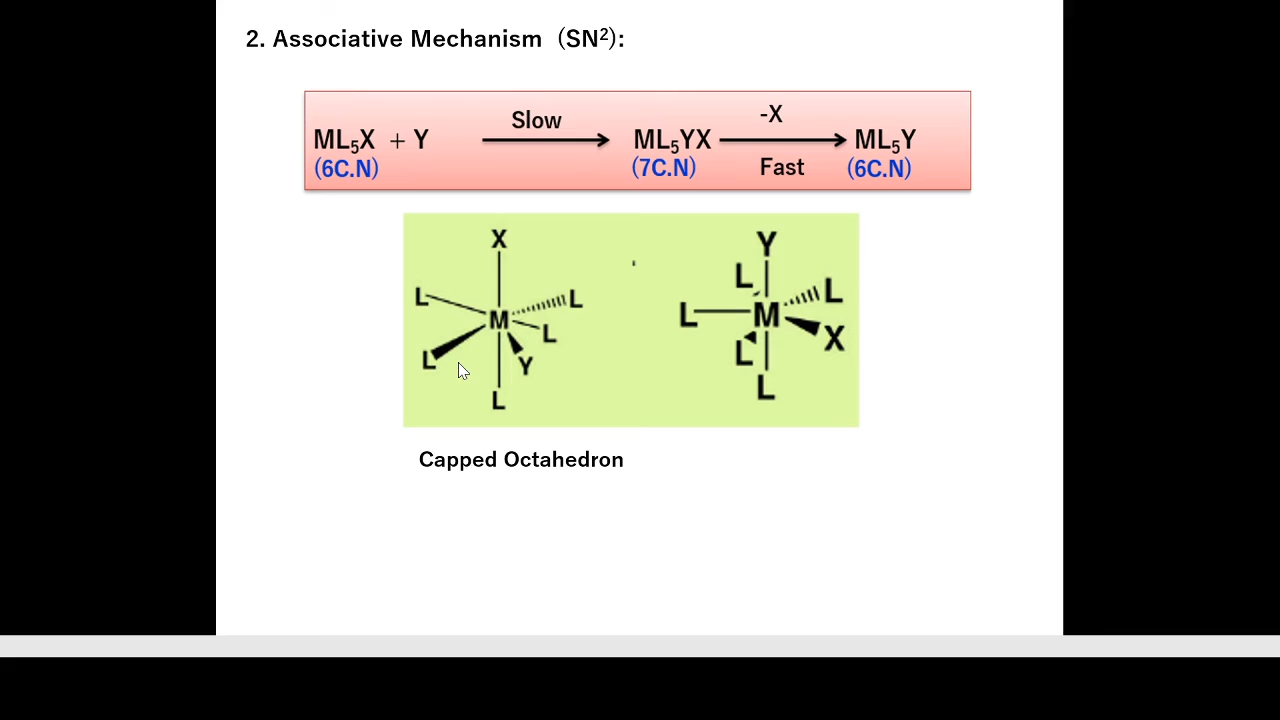 2. Associative Mechanism (SN²):
-X
Slow
ML₅X + Y ML₅YX ML₅Y
(6C.N) (7C.N) Fast (6C.N)
X
L L
M
L
L Y
L
Y
L L
L M
X
L
L
Capped Octahedron